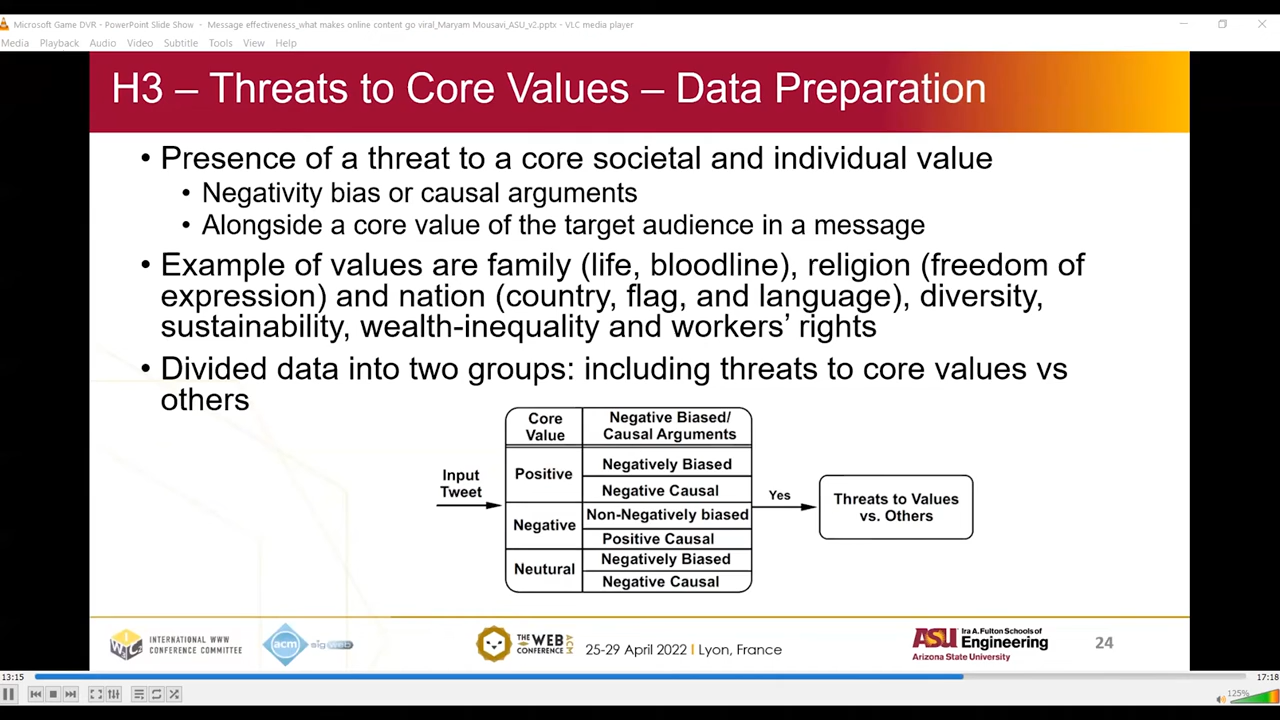 Microsoft Game DVR - PowerPoint Slide Show - Message effectiveness_what makes online content go viral_Maryam Mousavi_ASU_v2.pptx - VLC media player
Media Playback Audio Video Subtitle Tools View Help
H3 – Threats to Core Values – Data Preparation
• Presence of a threat to a core societal and individual value
• Negativity bias or causal arguments
• Alongside a core value of the target audience in a message
• Example of values are family (life, bloodline), religion (freedom of
expression) and nation (country, flag, and language), diversity,
sustainability, wealth-inequality and workers’ rights
• Divided data into two groups: including threats to core values vs
others
Input
Tweet
Core
Value
Negative Biased/
Causal Arguments
Positive
Negatively Biased
Negative Causal
Negative
Non-Negatively biased
Positive Causal
Neutural
Negatively Biased
Negative Causal
Yes
Threats to Values
vs. Others
INTERNATIONAL WWW
CONFERENCE COMMITTEE
acm sigweb
THE WEB
CONFERENCE
ACM
25-29 April 2022 I Lyon, France
ASU Ira A. Fulton Schools of
Engineering
Arizona State University
24
13:15
17:18
125%